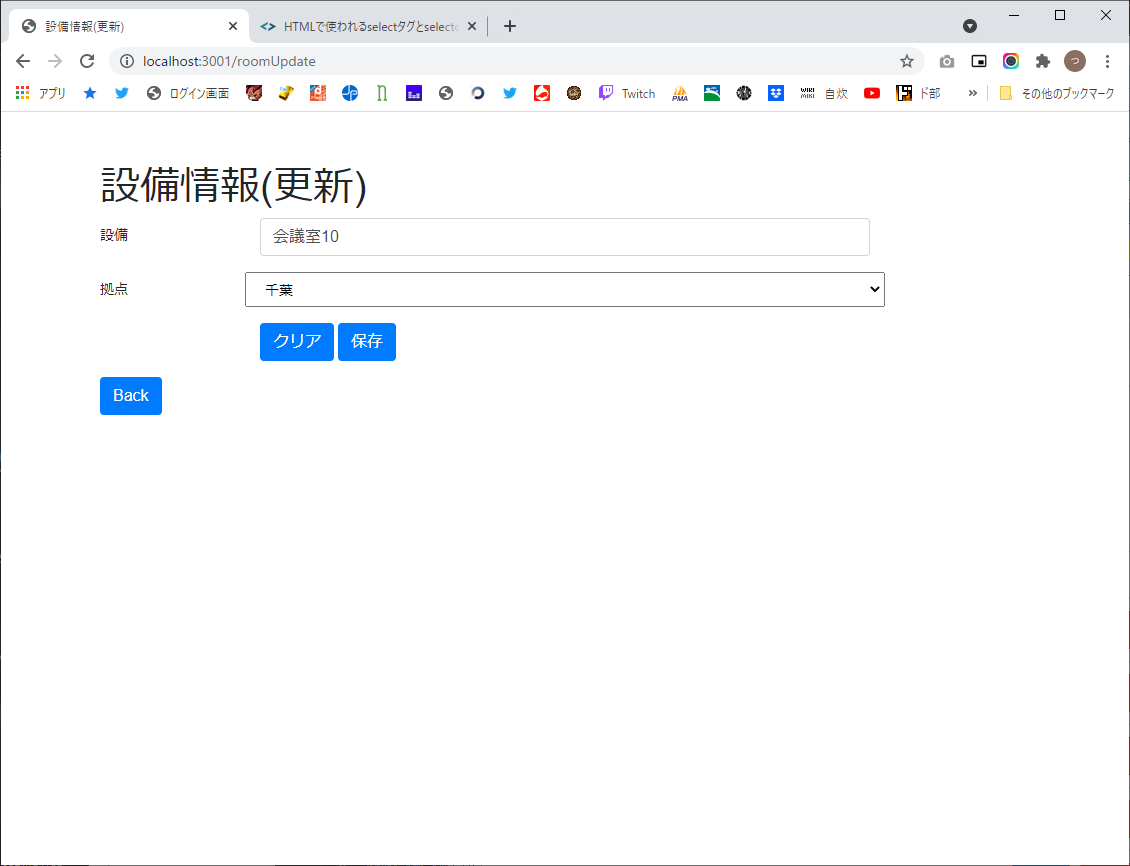 設備情報(更新)
HTMLで使われるselectタグとselecte
localhost:3001/roomUpdate
アプリ
ログイン画面
Twitch
PMA
WIKI
WIKI
自炊
ド部
»
その他のブックマーク
設備情報(更新)
設備
会議室10
拠点
千葉
クリア 保存
Back